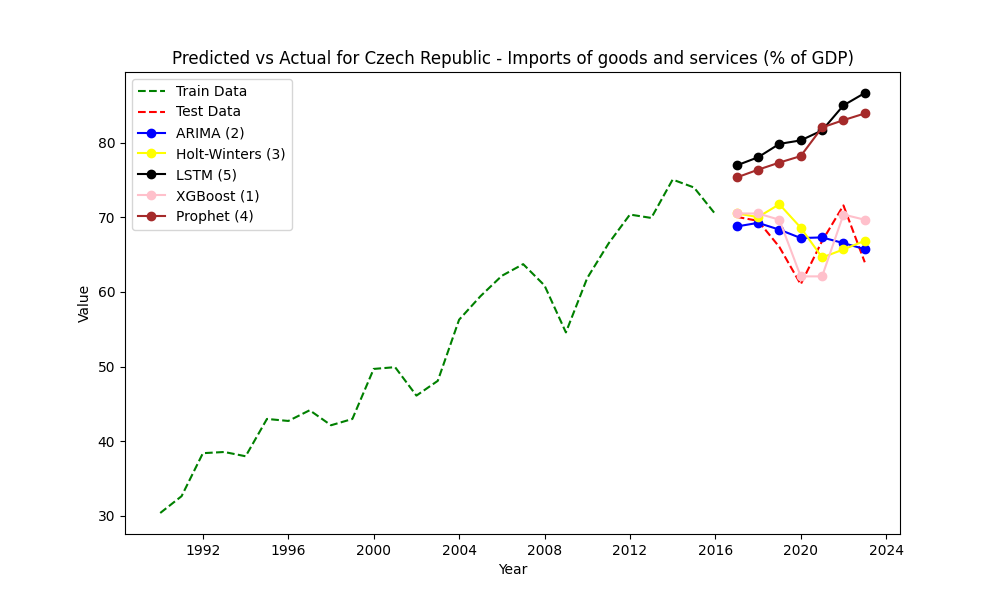 Predicted vs Actual for Czech Republic - Imports of goods and services (% of GDP)
Train Data
Test Data
ARIMA (2)
Holt-Winters (3)
LSTM (5)
XGBoost (1)
Prophet (4)
80
70
60
50
40
30
Value
1992 1996 2000 2004 2008 2012 2016 2020 2024
Year